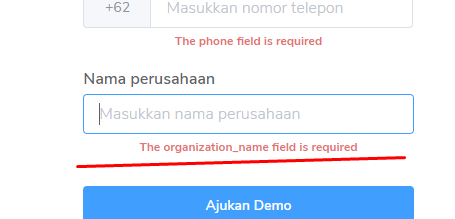 +62 Masukkan nomor telepon
The phone field is required
Nama perusahaan
Masukkan nama perusahaan
The organization_name field is required
Ajukan Demo